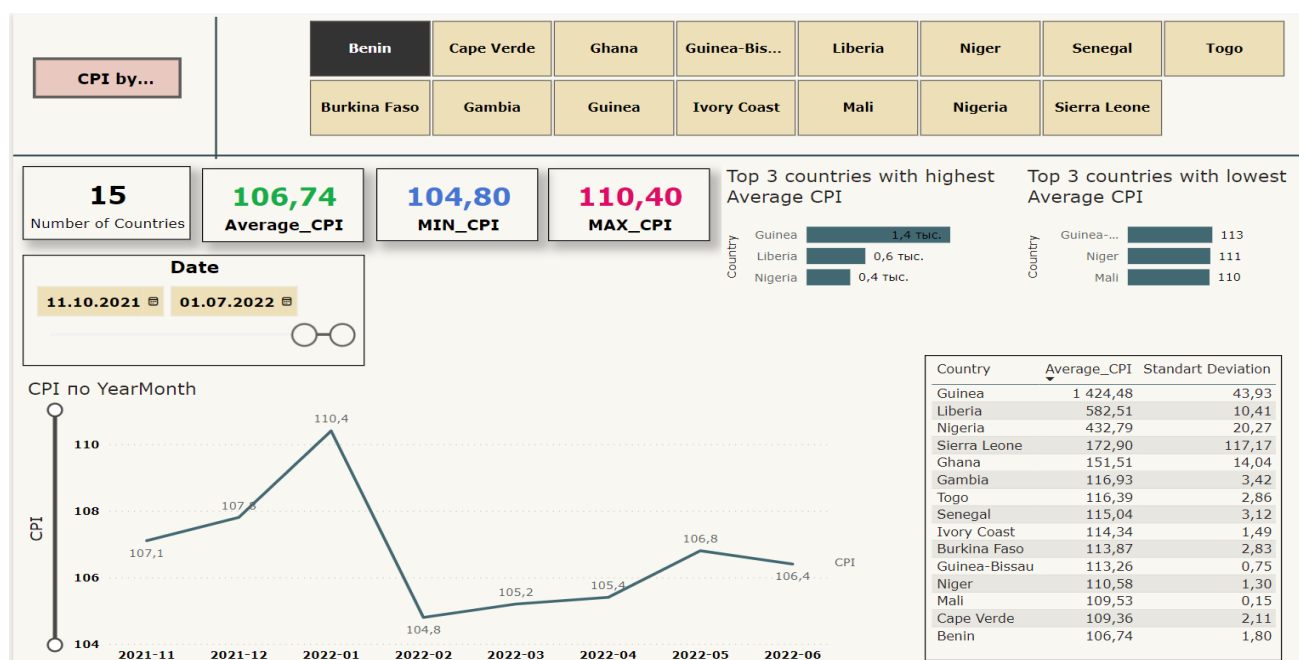 CPI by...
Benin Cape Verde Ghana Guinea-Bis... Liberia Niger Senegal Togo
Burkina Faso Gambia Guinea Ivory Coast Mali Nigeria Sierra Leone
15
Number of Countries
106,74
Average_CPI
104,80
MIN_CPI
110,40
MAX_CPI
Top 3 countries with highest
Average CPI
Country
Guinea 1,4 тыс.
Liberia 0,6 тыс.
Nigeria 0,4 тыс.
Top 3 countries with lowest
Average CPI
Country
Guinea-... 113
Niger 111
Mali 110
Date
11.10.2021 01.07.2022
CPI по YearMonth
CPI
110
108
106
104
107,1
107,8
110,4
104,8
105,2
105,4
106,8
106,4
CPI
2021-11 2021-12 2022-01 2022-02 2022-03 2022-04 2022-05 2022-06
Country Average_CPI Standart Deviation
Guinea 1 424,48 43,93
Liberia 582,51 10,41
Nigeria 432,79 20,27
Sierra Leone 172,90 117,17
Ghana 151,51 14,04
Gambia 116,93 3,42
Togo 116,39 2,86
Senegal 115,04 3,12
Ivory Coast 114,34 1,49
Burkina Faso 113,87 2,83
Guinea-Bissau 113,26 0,75
Niger 110,58 1,30
Mali 109,53 0,15
Cape Verde 109,36 2,11
Benin 106,74 1,80